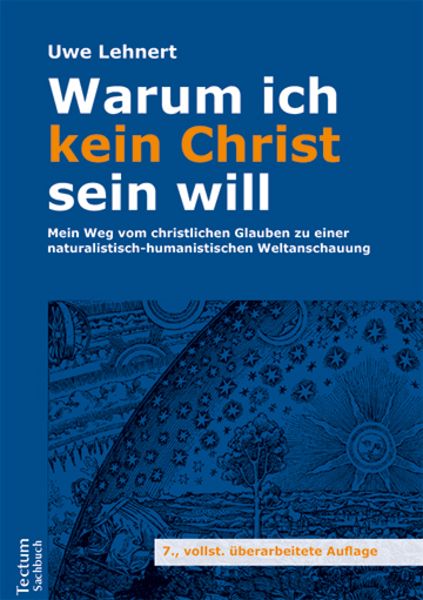 Uwe Lehnert
Warum ich
kein Christ
sein will
Mein Weg vom christlichen Glauben zu einer
naturalistisch-humanistischen Weltanschauung
7., vollst. überarbeitete Auflage
Tectum
Sachbuch